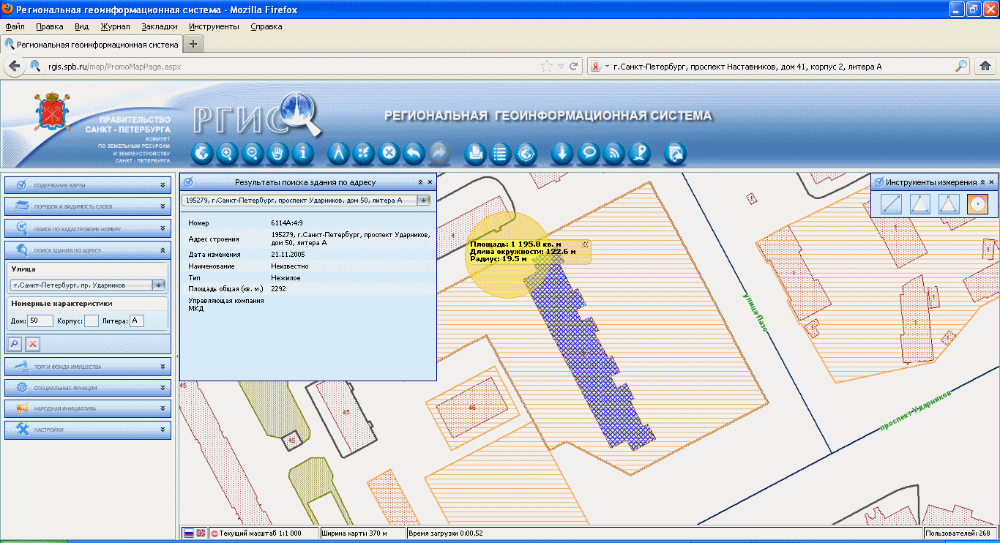 Региональная геоинформационная система - Mozilla Firefox
Файл Правка Вид Журнал Закладки Инструменты Справка
Региональная геоинформационная система
rgis.spb.ru/map/PromoMapPage.aspx
г.Санкт-Петербург, проспект Наставников, дом 41, корпус 2, литера А
ПРАВИТЕЛЬСТВО
САНКТ - ПЕТЕРБУРГА
КОМИТЕТ
ПО ЗЕМЕЛЬНЫМ РЕСУРСАМ
И ЗЕМЛЕУСТРОЙСТВУ
САНКТ - ПЕТЕРБУРГА
РГИС
РЕГИОНАЛЬНАЯ ГЕОИНФОРМАЦИОННАЯ СИСТЕМА
СОДЕРЖАНИЕ КАРТЫ
ПОРЯДОК И ВИДИМОСТЬ СЛОЕВ
ПОИСК ПО КАДАСТРОВОМУ НОМЕРУ
ПОИСК ЗДАНИЯ ПО АДРЕСУ
Улица
г.Санкт-Петербург, пр. Ударников
Номерные характеристики
Дом: 50 Корпус: Литера: А
ТОРГИ ФОНДА ИМУЩЕСТВА
СПЕЦИАЛЬНЫЕ ФУНКЦИИ
НАРОДНАЯ ИНИЦИАТИВА
НАСТРОЙКИ
Результаты поиска здания по адресу
195279, г.Санкт-Петербург, проспект Ударников, дом 50, литера А
Номер 6114А:4:9
Адрес строения 195279, г.Санкт-Петербург, проспект Ударников,
дом 50, литера А
Дата изменения 21.11.2005
Наименование Неизвестно
Тип Нежилое
Площадь общая (кв. м.) 2292
Управляющая компания
МКД
Инструменты измерения
4
Площадь: 1 195.8 кв. м
Длина окружности: 122.6 м
Радиус: 19.5 м
улица Лазо
проспект Ударников
45
45
45
46
Текущий масштаб 1:1 000
Ширина карты 370 м
Время загрузки 0:00,52
Пользователей: 268